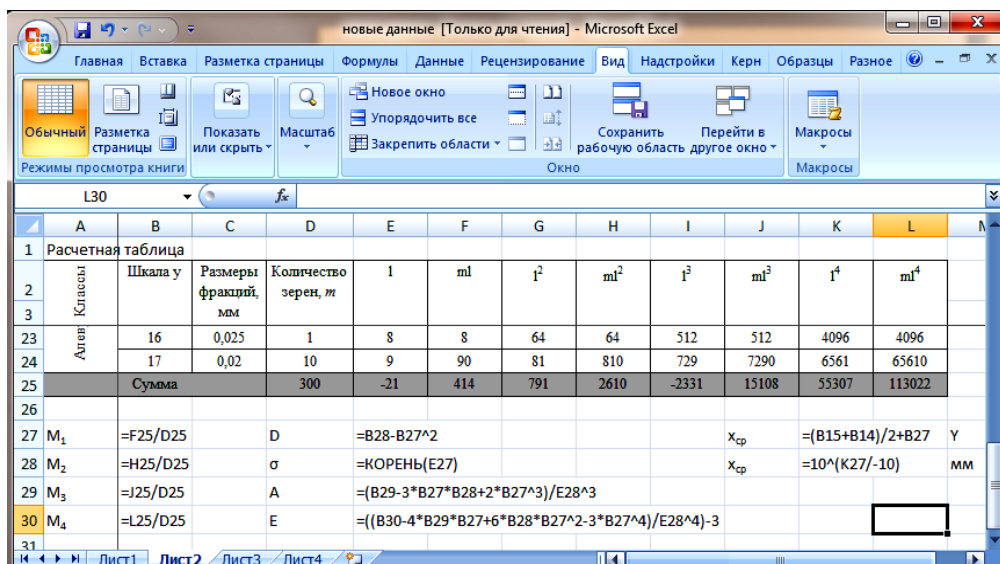 новые данные [Только для чтения] - Microsoft Excel
Главная Вставка Разметка страницы Формулы Данные Рецензирование Вид Надстройки Керн Образцы Разное
Обычный Разметка страницы Показать или скрыть Масштаб Новое окно Упорядочить все Закрепить области Сохранить рабочую область Перейти в другое окно Макросы
Режимы просмотра книги Окно Макросы
L30 fx
A B C D E F G H I J K L
1 Расчетная таблица
2 Классы Шкала у Размеры фракций, мм Количество зерен, m l ml l² ml² l³ ml³ l⁴ ml⁴
3
23 Алев 16 0,025 1 8 8 64 64 512 512 4096 4096
24 17 0,02 10 9 90 81 810 729 7290 6561 65610
25 Сумма 300 -21 414 791 2610 -2331 15108 55307 113022
26
27 M₁ =F25/D25 D =B28-B27^2 xср =(B15+B14)/2+B27 Y
28 M₂ =H25/D25 σ =КОРЕНЬ(E27) xср =10^(K27/-10) мм
29 M₃ =J25/D25 A =(B29-3*B27*B28+2*B27^3)/E28^3
30 M₄ =L25/D25 E =((B30-4*B29*B27+6*B28*B27^2-3*B27^4)/E28^4)-3
31
Лист1 Лист2 Лист3 Лист4